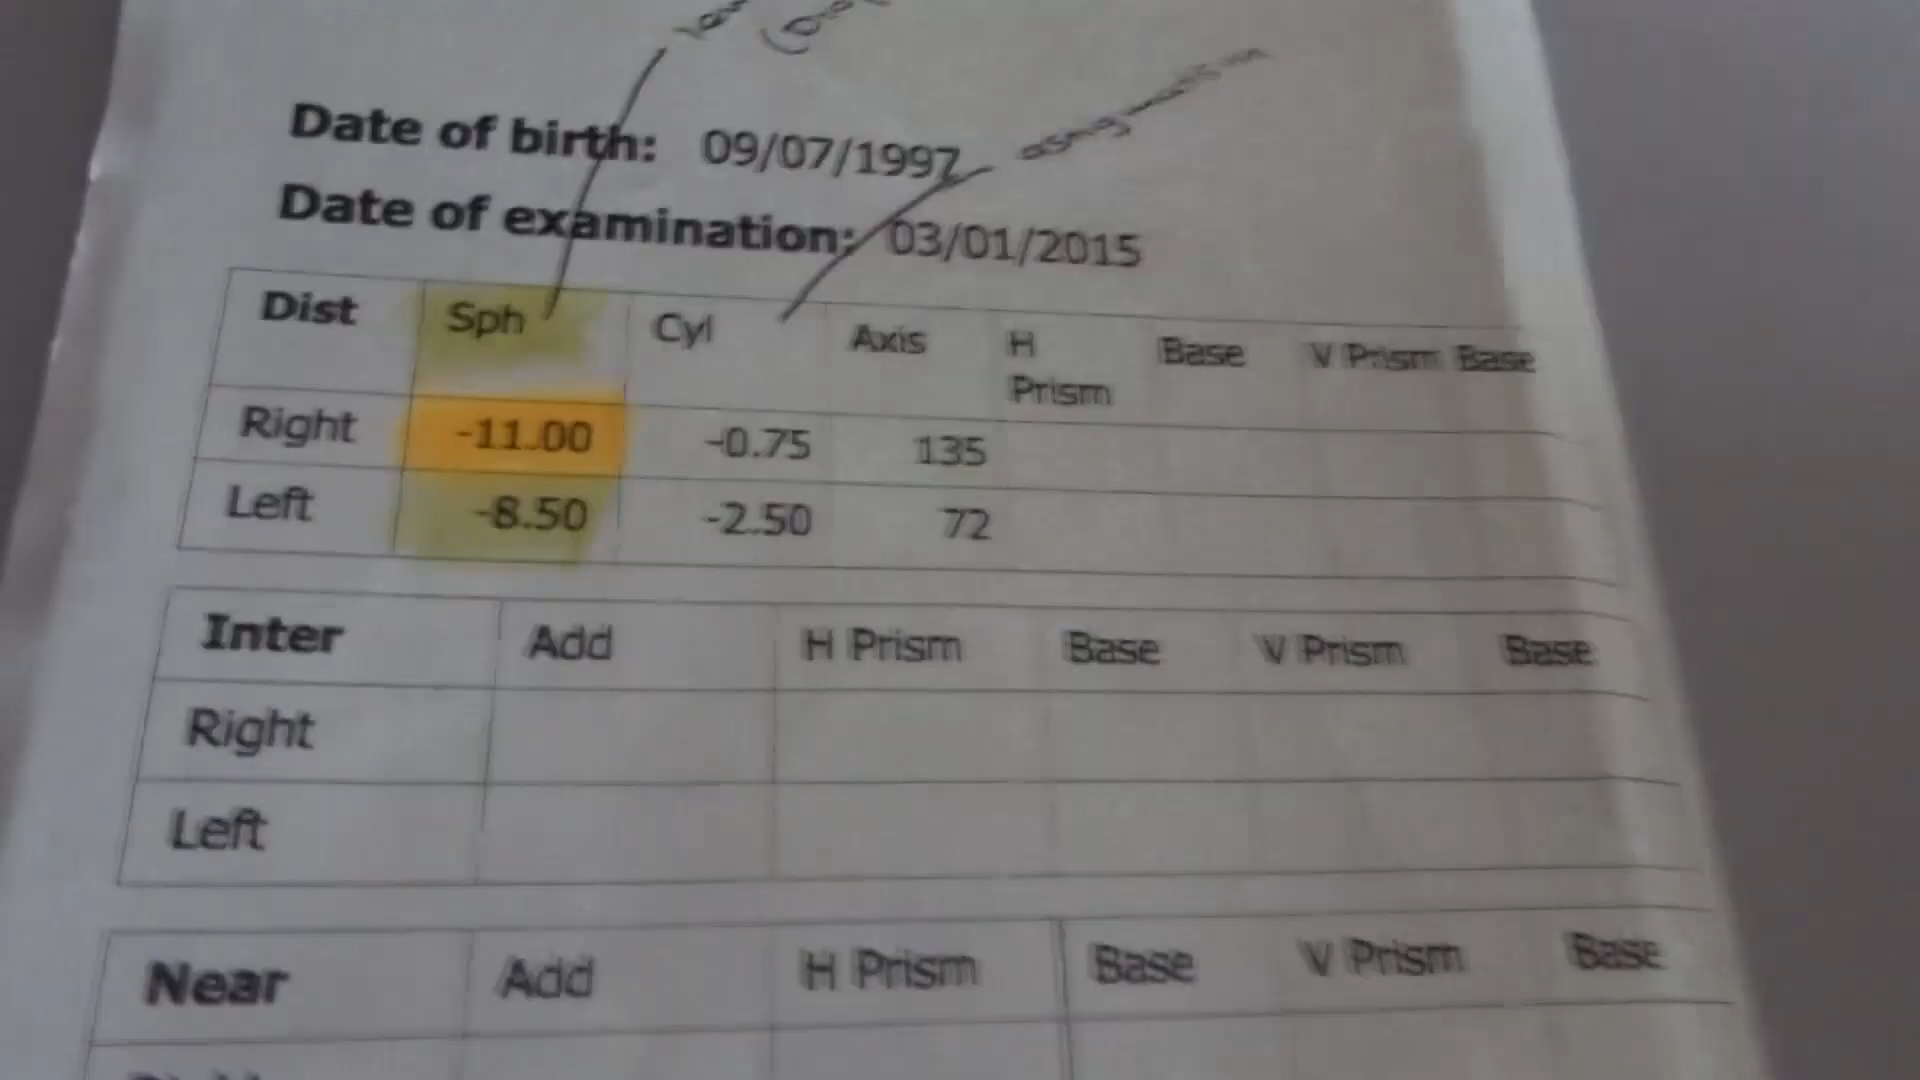 Date of birth: 09/07/1997
Date of examination: 03/01/2015
Dist Sph Cyl Axis H Prism Base V Prism Base
Right -11.00 -0.75 135
Left -8.50 -2.50 72
Inter Add H Prism Base V Prism Base
Right
Left
Near Add H Prism Base V Prism Base